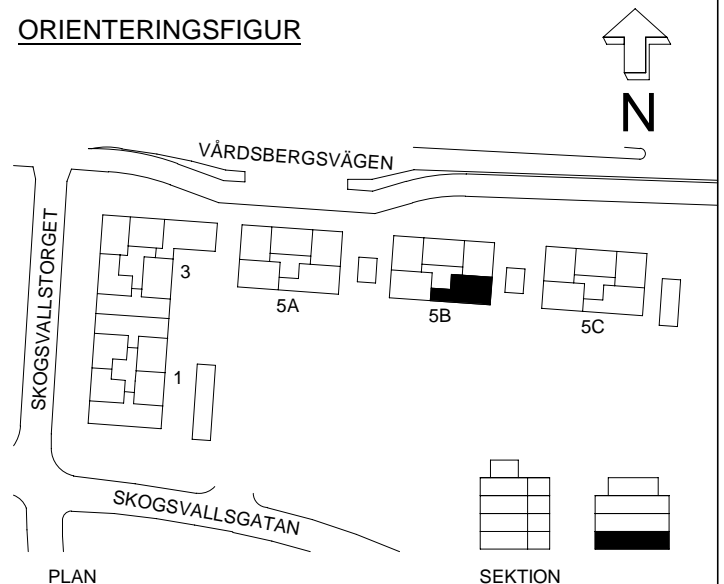 ORIENTERINGSFIGUR
N
VÅRDSBERGSVÄGEN
SKOGSVALLSTORGET
3
5A
5B
5C
1
SKOGSVALLSGATAN
PLAN
SEKTION